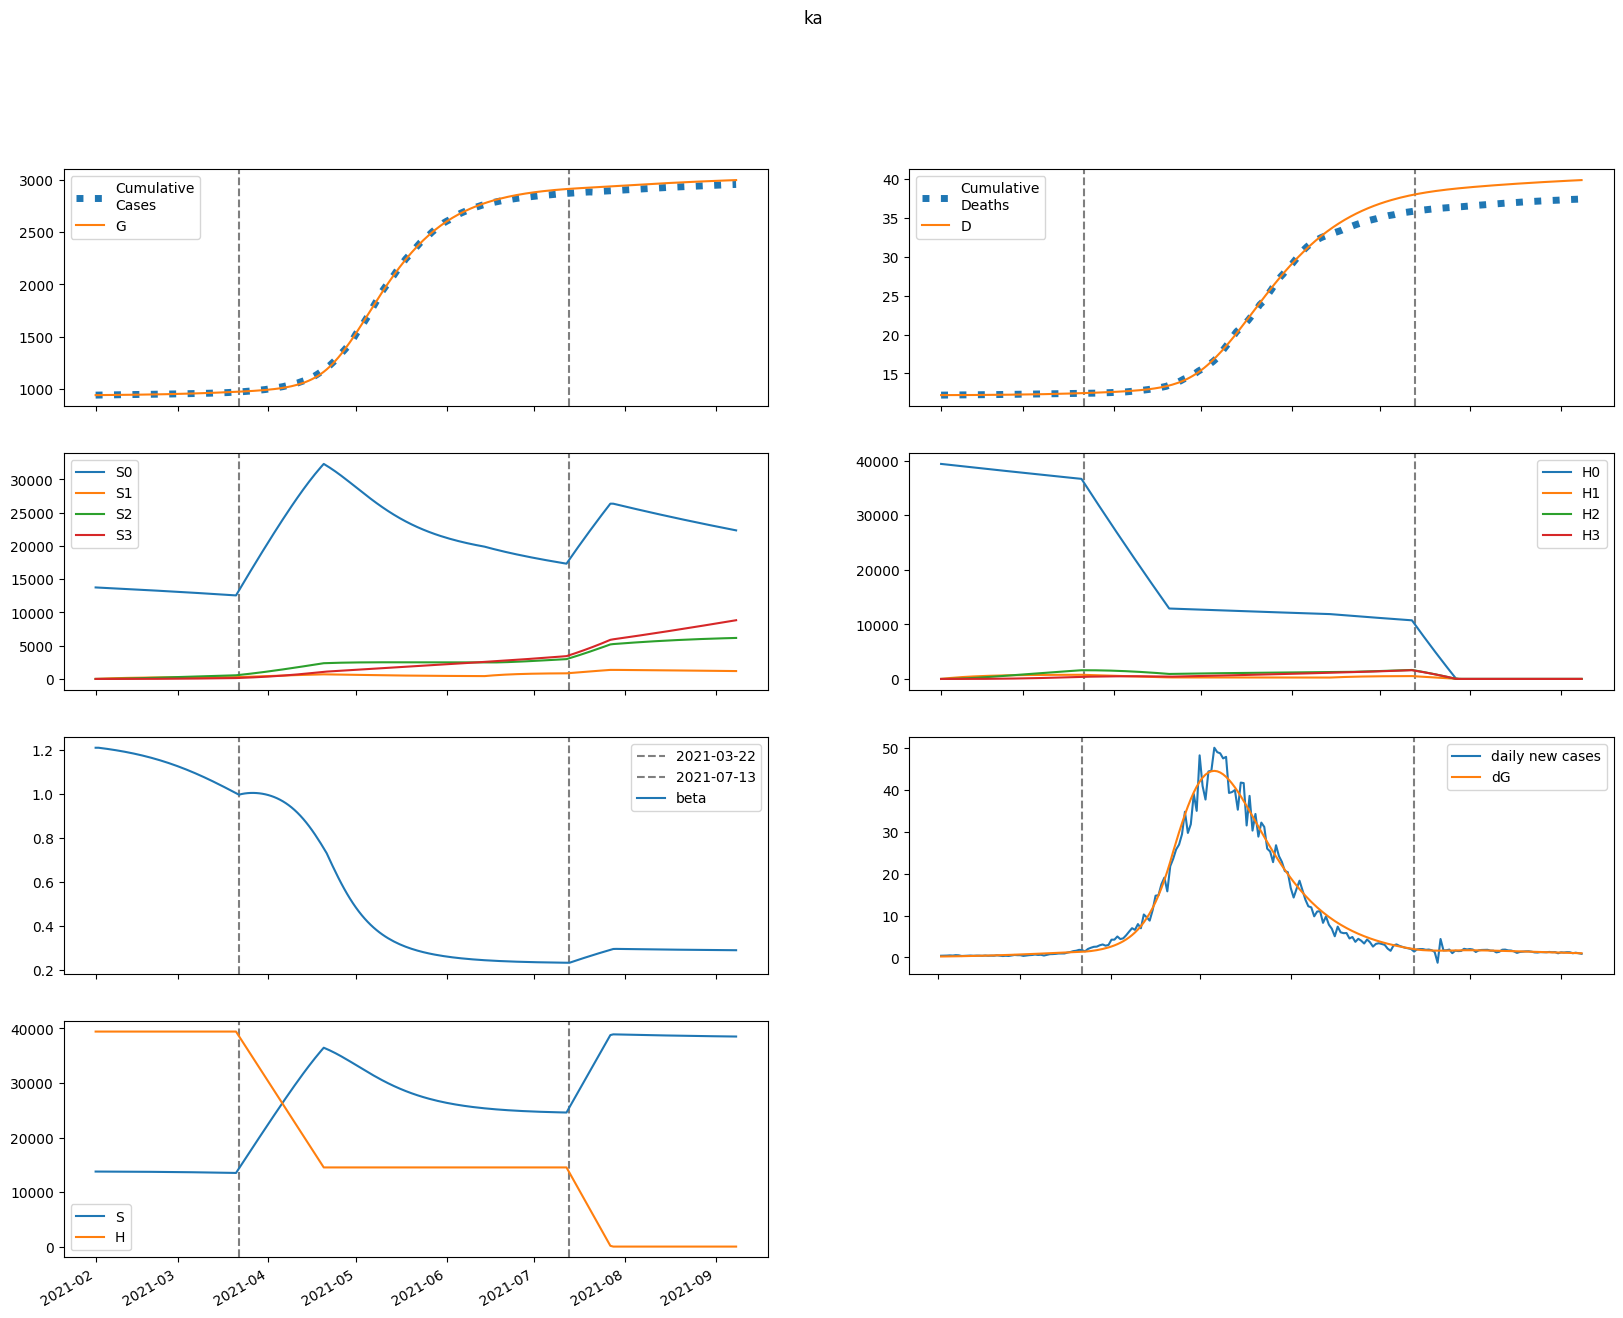 ka
Cumulative
Cases
G
3000
2500
2000
1500
1000
Cumulative
Deaths
D
40
35
30
25
20
15
S0
S1
S2
S3
30000
25000
20000
15000
10000
5000
0
H0
H1
H2
H3
40000
30000
20000
10000
0
2021-03-22
2021-07-13
beta
1.2
1.0
0.8
0.6
0.4
0.2
daily new cases
dG
50
40
30
20
10
0
40000
30000
20000
10000
0
S
H
2021-02
2021-03
2021-04
2021-05
2021-06
2021-07
2021-08
2021-09